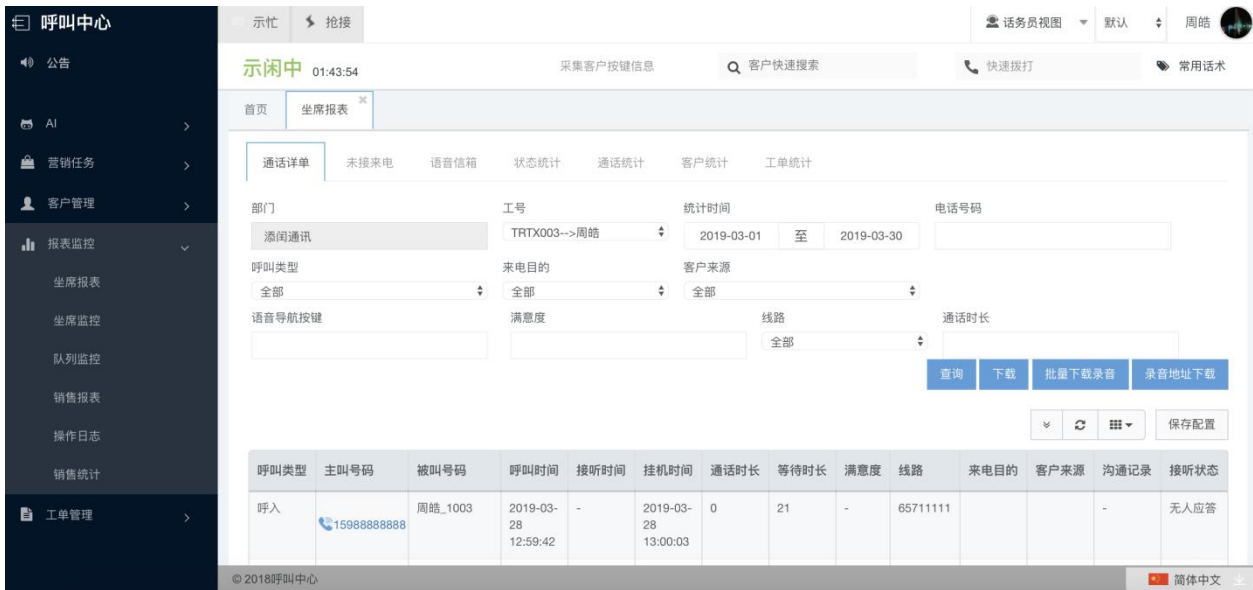 呼叫中心 示忙 抢接 话务员视图 默认 周皓
公告 示闲中 01:43:54 采集客户按键信息 客户快速搜索 快速拨打 常用话术
首页 坐席报表
AI
营销任务
客户管理
报表监控
坐席报表
坐席监控
队列监控
销售报表
操作日志
销售统计
工单管理
通话详单 未接来电 语音信箱 状态统计 通话统计 客户统计 工单统计
部门 工号 统计时间 电话号码
添闰通讯 TRTX003-->周皓 2019-03-01 至 2019-03-30
呼叫类型 来电目的 客户来源
全部 全部 全部
语音导航按键 满意度 线路 通话时长
全部
查询 下载 批量下载录音 录音地址下载
保存配置
呼叫类型 主叫号码 被叫号码 呼叫时间 接听时间 挂机时间 通话时长 等待时长 满意度 线路 来电目的 客户来源 沟通记录 接听状态
呼入 15988888888 周皓_1003 2019-03-28 12:59:42 - 2019-03-28 13:00:03 0 21 - 65711111 - 无人应答
© 2018呼叫中心 简体中文